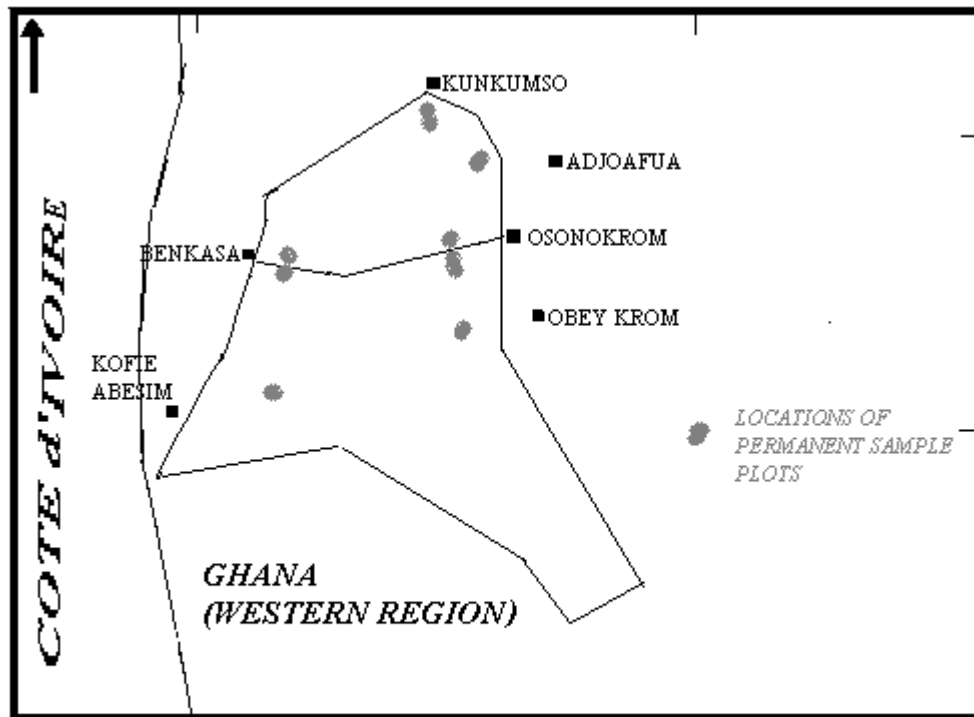 KUNKUMSO
ADJOAFUA
OSONOKROM
BENKASA
OBEY KROM
KOFIE
ABESIM
COTE d'IVOIRE
LOCATIONS OF
PERMANENT SAMPLE
PLOTS
GHANA
(WESTERN REGION)